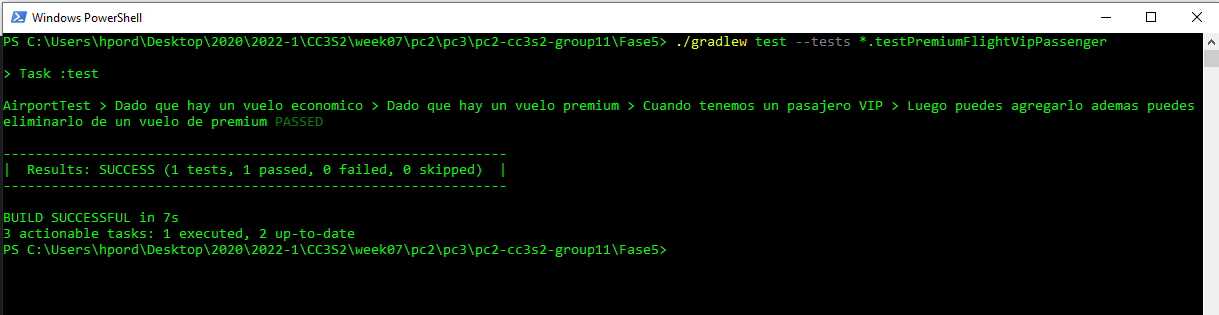 Windows PowerShell
PS C:\Users\hpord\Desktop\2020\2022-1\CC3S2\week07\pc2\pc3\pc2-cc3s2-group11\Fase5> ./gradlew test --tests *.testPremiumFlightVipPassenger
> Task :test
AirportTest > Dado que hay un vuelo economico > Dado que hay un vuelo premium > Cuando tenemos un pasajero VIP > Luego puedes agregarlo ademas puedes
eliminarlo de un vuelo de premium PASSED
---------------------------------------------------------------
|  Results: SUCCESS (1 tests, 1 passed, 0 failed, 0 skipped)  |
---------------------------------------------------------------
BUILD SUCCESSFUL in 7s
3 actionable tasks: 1 executed, 2 up-to-date
PS C:\Users\hpord\Desktop\2020\2022-1\CC3S2\week07\pc2\pc3\pc2-cc3s2-group11\Fase5>